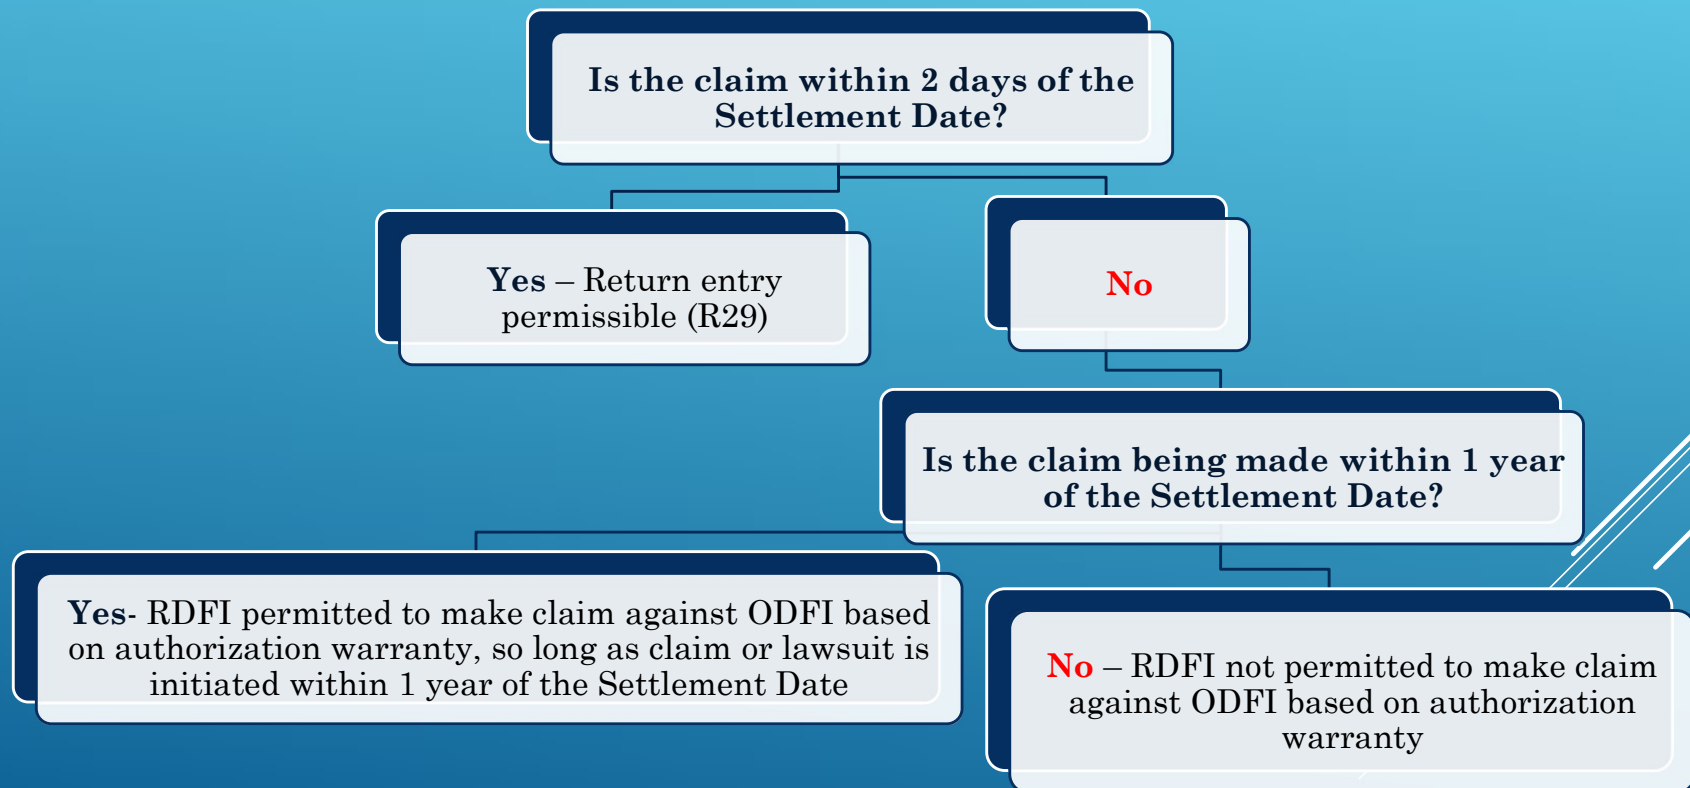 Is the claim within 2 days of the
Settlement Date?
Yes – Return entry
permissible (R29)
No
Is the claim being made within 1 year
of the Settlement Date?
Yes- RDFI permitted to make claim against ODFI based
on authorization warranty, so long as claim or lawsuit is
initiated within 1 year of the Settlement Date
No – RDFI not permitted to make claim
against ODFI based on authorization
warranty